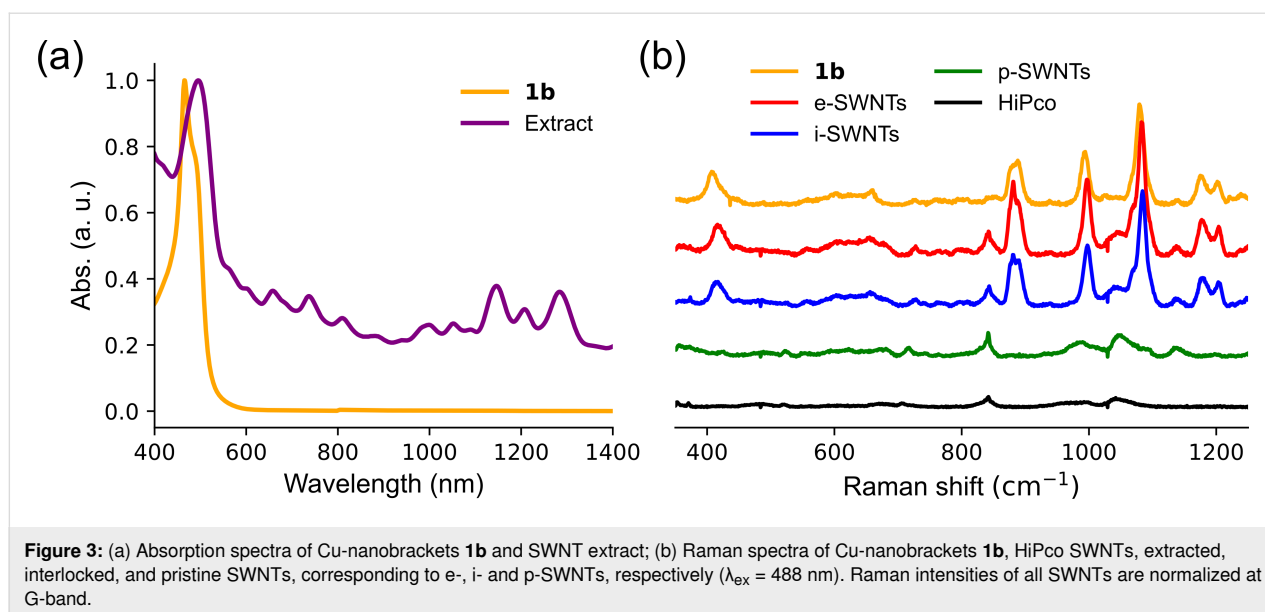 (a)
1b
Extract
1.0
0.8
0.6
0.4
0.2
0.0
Abs. (a. u.)
400 600 800 1000 1200 1400
Wavelength (nm)
(b)
1b
e-SWNTs
i-SWNTs
p-SWNTs
HiPco
400 600 800 1000 1200
Raman shift (cm⁻¹)
Figure 3: (a) Absorption spectra of Cu-nanobrackets 1b and SWNT extract; (b) Raman spectra of Cu-nanobrackets 1b, HiPco SWNTs, extracted,
interlocked, and pristine SWNTs, corresponding to e-, i- and p-SWNTs, respectively (λex = 488 nm). Raman intensities of all SWNTs are normalized at
G-band.